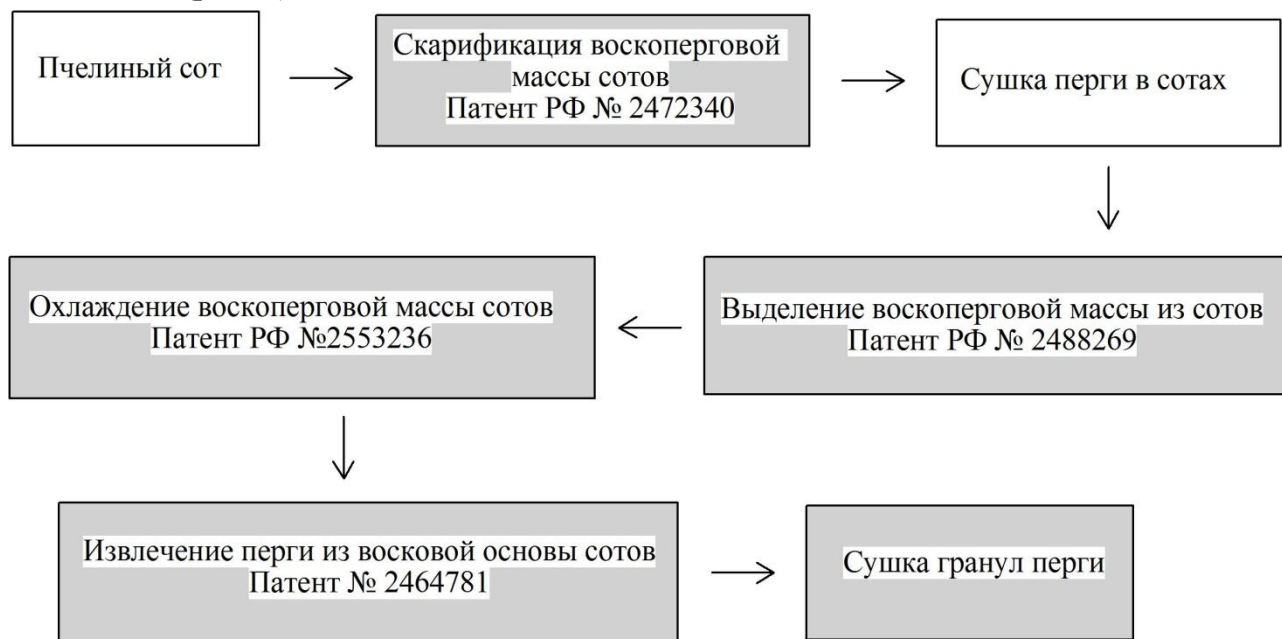 Пчелиный сот
Скарификация воскоперговой
массы сотов
Патент РФ № 2472340
Сушка перги в сотах
Охлаждение воскоперговой массы сотов
Патент РФ №2553236
Выделение воскоперговой массы из сотов
Патент РФ № 2488269
Извлечение перги из восковой основы сотов
Патент № 2464781
Сушка гранул перги